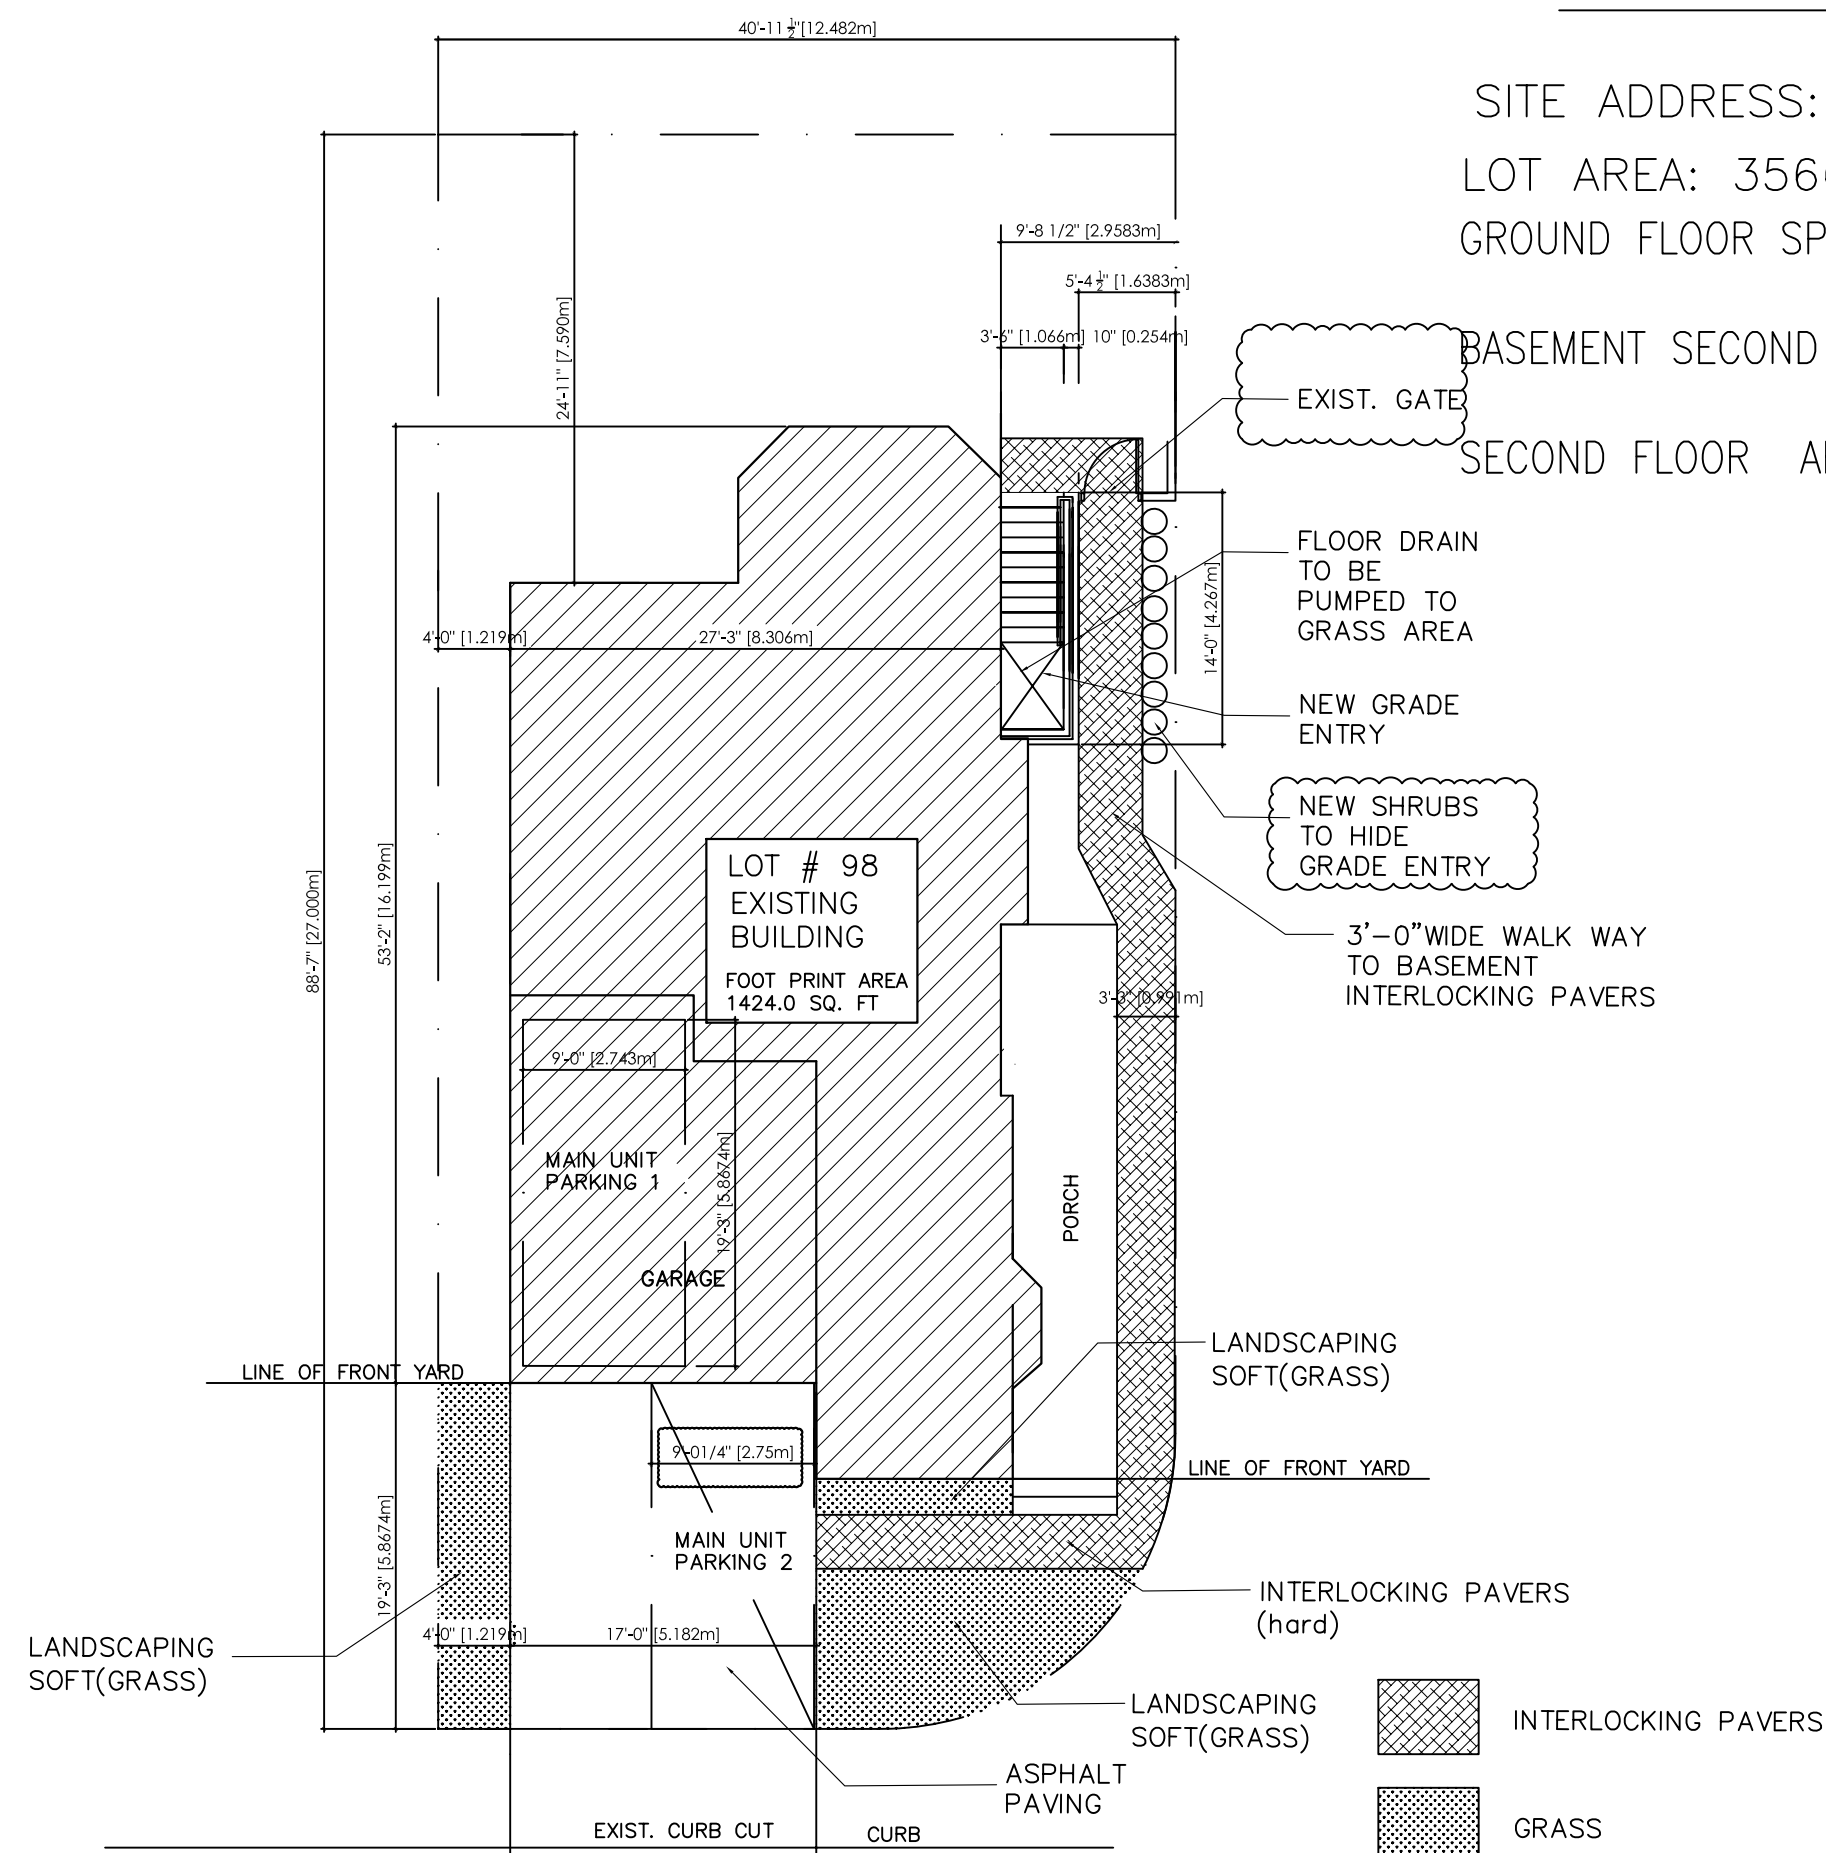 40'-11 1/2" [12.482m]
SITE ADDRESS:
LOT AREA: 356
GROUND FLOOR SP
BASEMENT SECOND
SECOND FLOOR
9'-8 1/2" [2.9583m]
5'-4 1/2" [1.6383m]
3'-6" [1.066m]
10" [0.254m]
24'-11" [7.590m]
EXIST. GATE
FLOOR DRAIN
TO BE
PUMPED TO
GRASS AREA
14'-0" [4.267m]
4'-0" [1.219m]
27'-3" [8.306m]
NEW GRADE
ENTRY
NEW SHRUBS
TO HIDE
GRADE ENTRY
88'-7" [27.000m]
53'-2" [16.199m]
LOT # 98
EXISTING
BUILDING
FOOT PRINT AREA
1424.0 SQ. FT
3'-0"WIDE WALK WAY
TO BASEMENT
INTERLOCKING PAVERS
3'-3" [0.991m]
9'-0" [2.743m]
MAIN UNIT
PARKING 1
19'-3" [5.8674m]
PORCH
GARAGE
LINE OF FRONT YARD
LANDSCAPING
SOFT(GRASS)
9'-01/4" [2.75m]
LINE OF FRONT YARD
19'-3" [5.8674m]
MAIN UNIT
PARKING 2
INTERLOCKING PAVERS
(hard)
4'-0" [1.219m]
17'-0" [5.182m]
LANDSCAPING
SOFT(GRASS)
LANDSCAPING
SOFT(GRASS)
INTERLOCKING PAVERS
ASPHALT
PAVING
EXIST. CURB CUT
CURB
GRASS